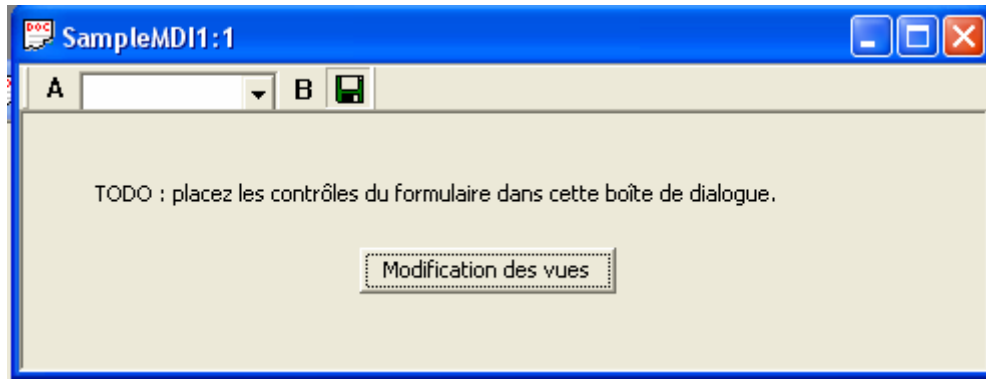 SampleMDI1:1
A B
TODO : placez les contrôles du formulaire dans cette boîte de dialogue.
Modification des vues